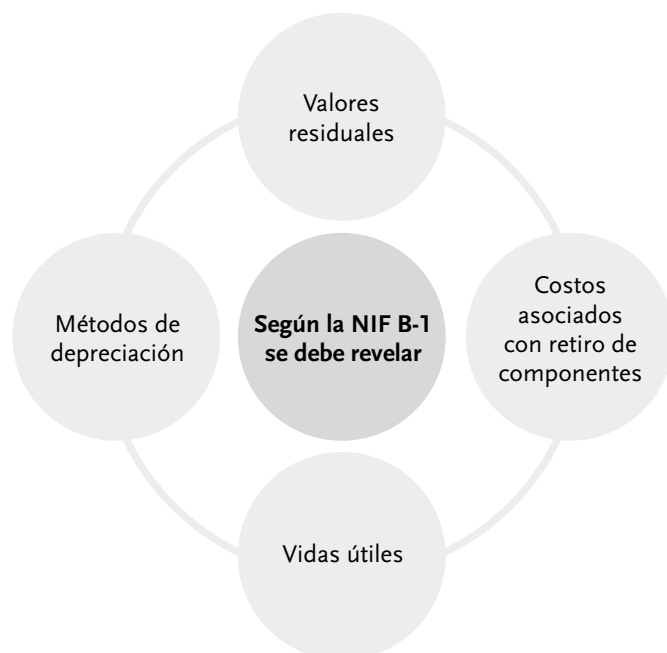 Valores
residuales
Métodos de
depreciación
Según la NIF B-1
se debe revelar
Costos
asociados
con retiro de
componentes
Vidas útiles